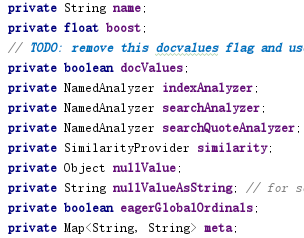 private String name;
private float boost;
// TODO: remove this docvalues flag and us
private boolean docValues;
private NamedAnalyzer indexAnalyzer;
private NamedAnalyzer searchAnalyzer;
private NamedAnalyzer searchQuoteAnalyzer;
private SimilarityProvider similarity;
private Object nullValue;
private String nullValueAsString; // for s
private boolean eagerGlobalOrdinals;
private Map<String, String> meta;